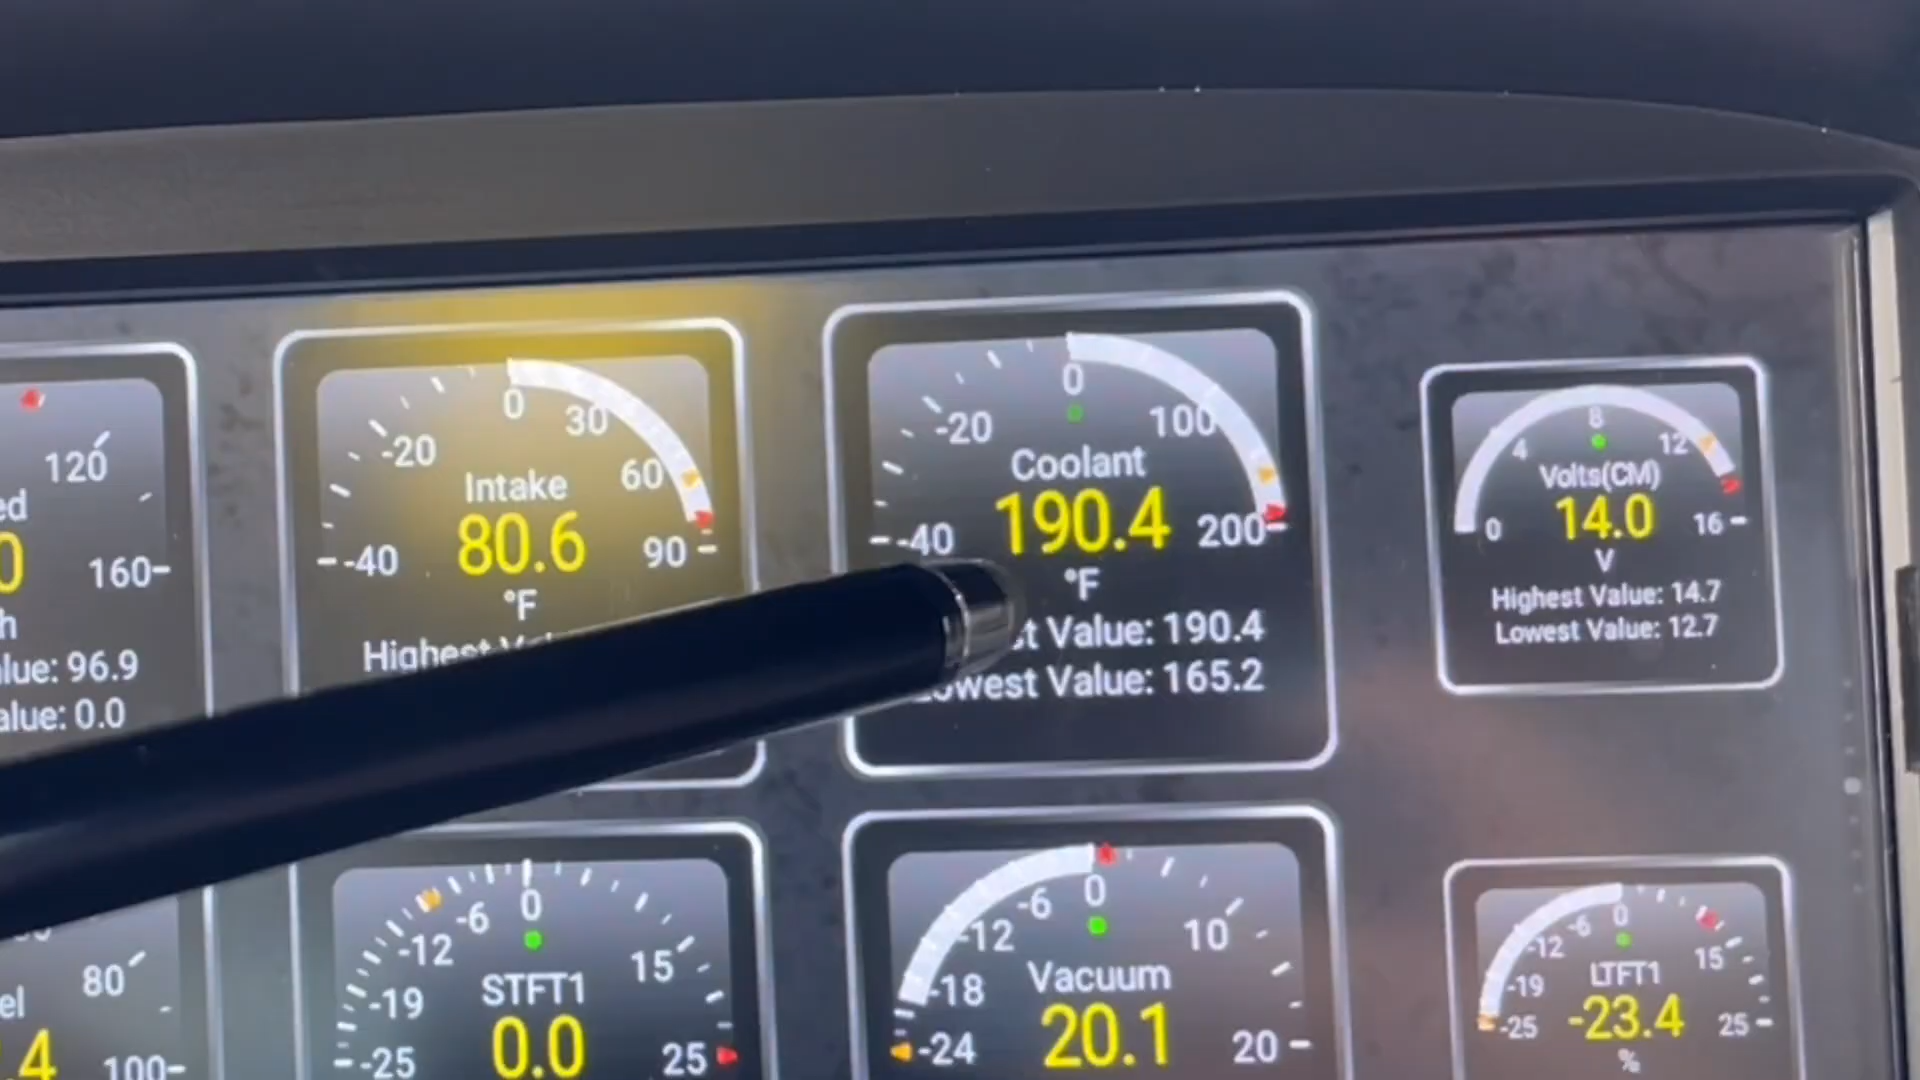 120
ed
0
160
h
alue: 96.9
alue: 0.0
-40
-20
0
30
60
90
Intake
80.6
°F
Highest
-40
-20
0
100
200
Coolant
190.4
°F
st Value: 190.4
owest Value: 165.2
0
4
8
12
16
Volts(CM)
14.0
V
Highest Value: 14.7
Lowest Value: 12.7
80
el
.4
100
-25
-19
-12
-6
0
15
25
STFT1
0.0
-24
-18
-12
-6
0
10
20
Vacuum
20.1
-25
-19
-12
-6
0
15
25
LTFT1
-23.4
%